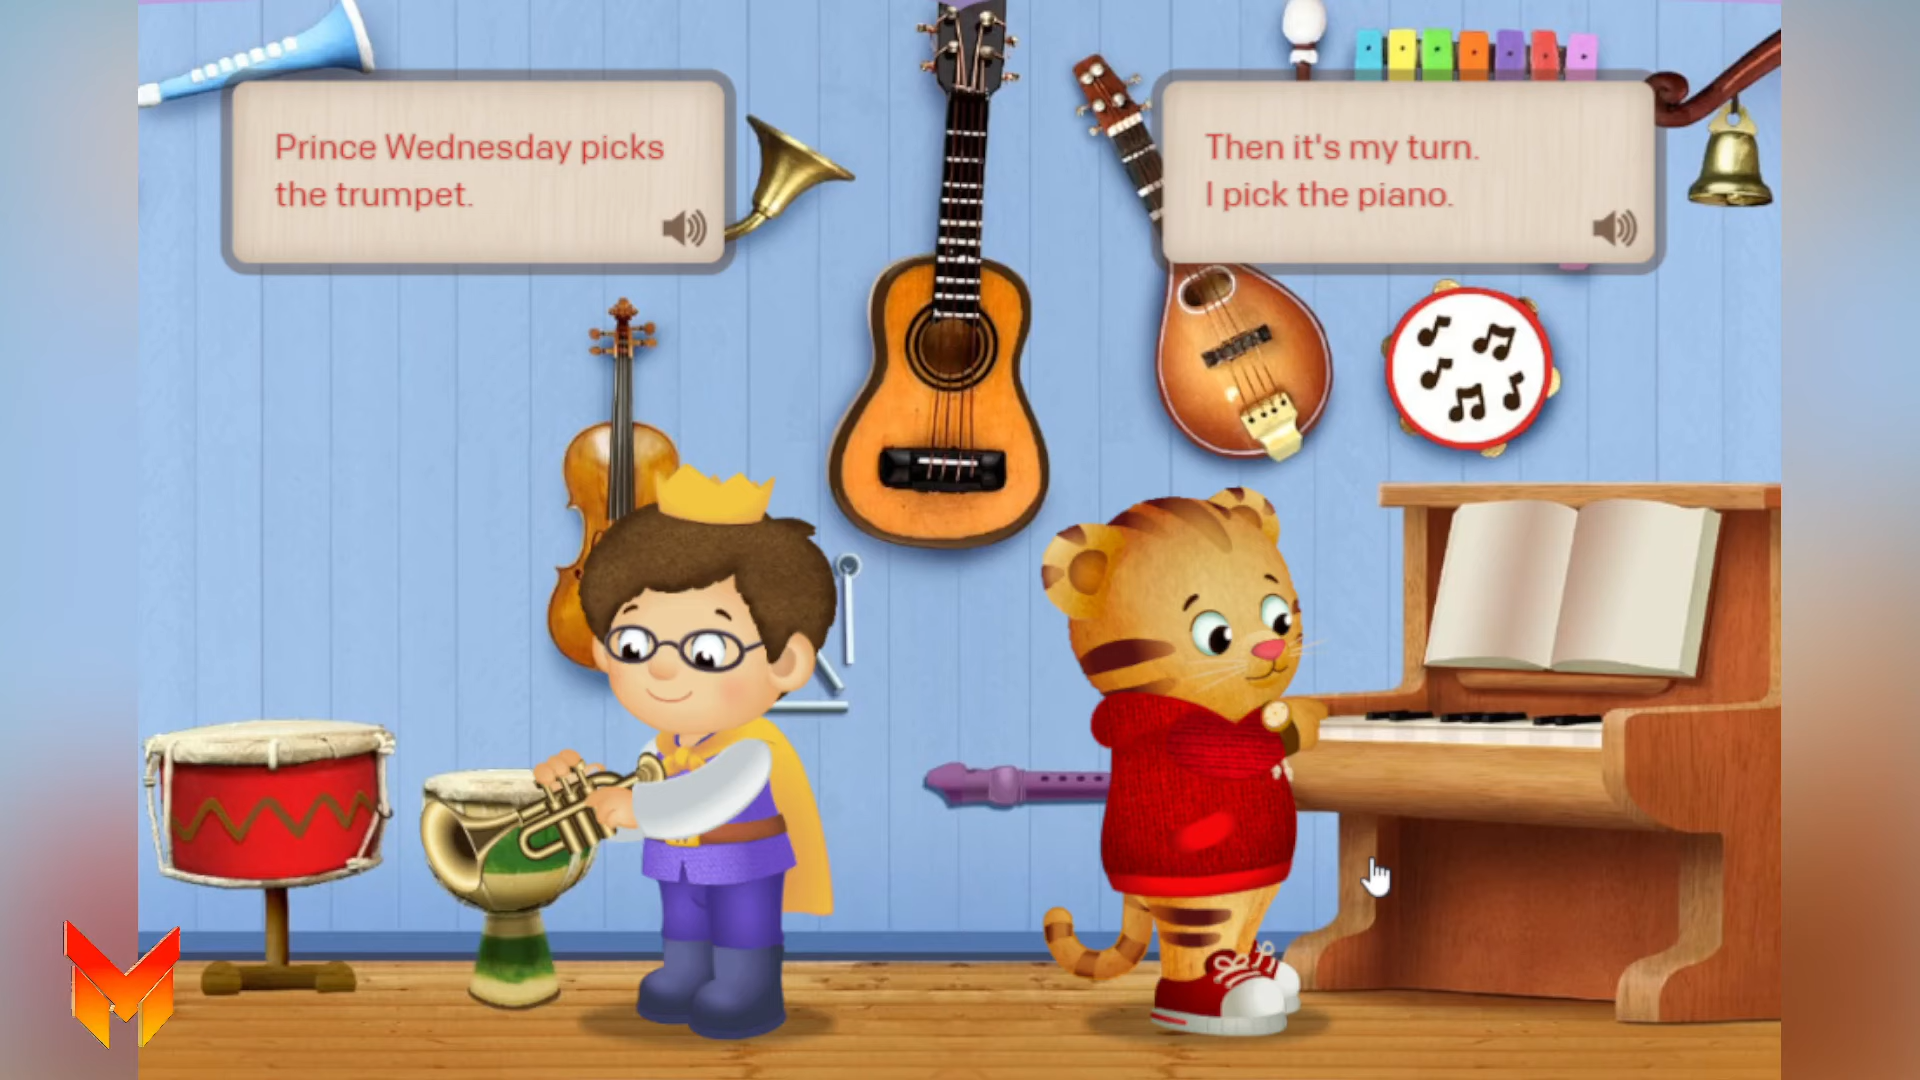 Prince Wednesday picks
the trumpet.
Then it's my turn.
I pick the piano.